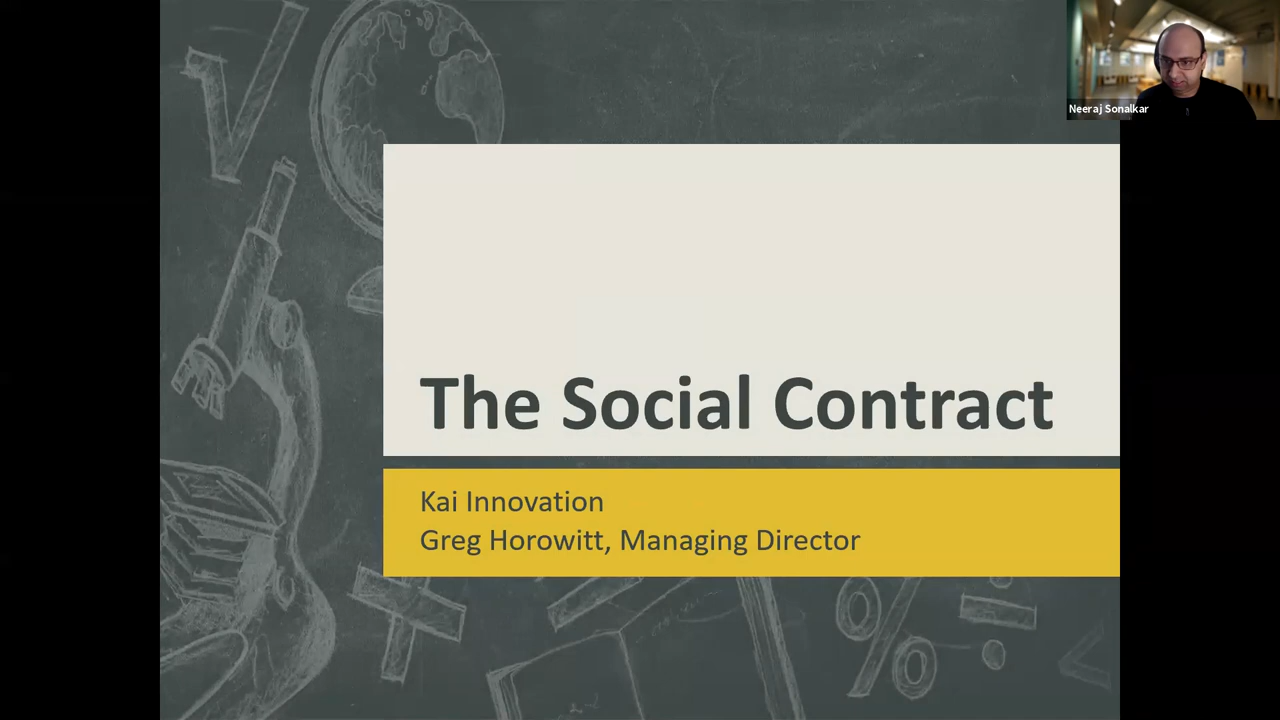 Neeraj Sonalkar
The Social Contract
Kai Innovation
Greg Horowitt, Managing Director